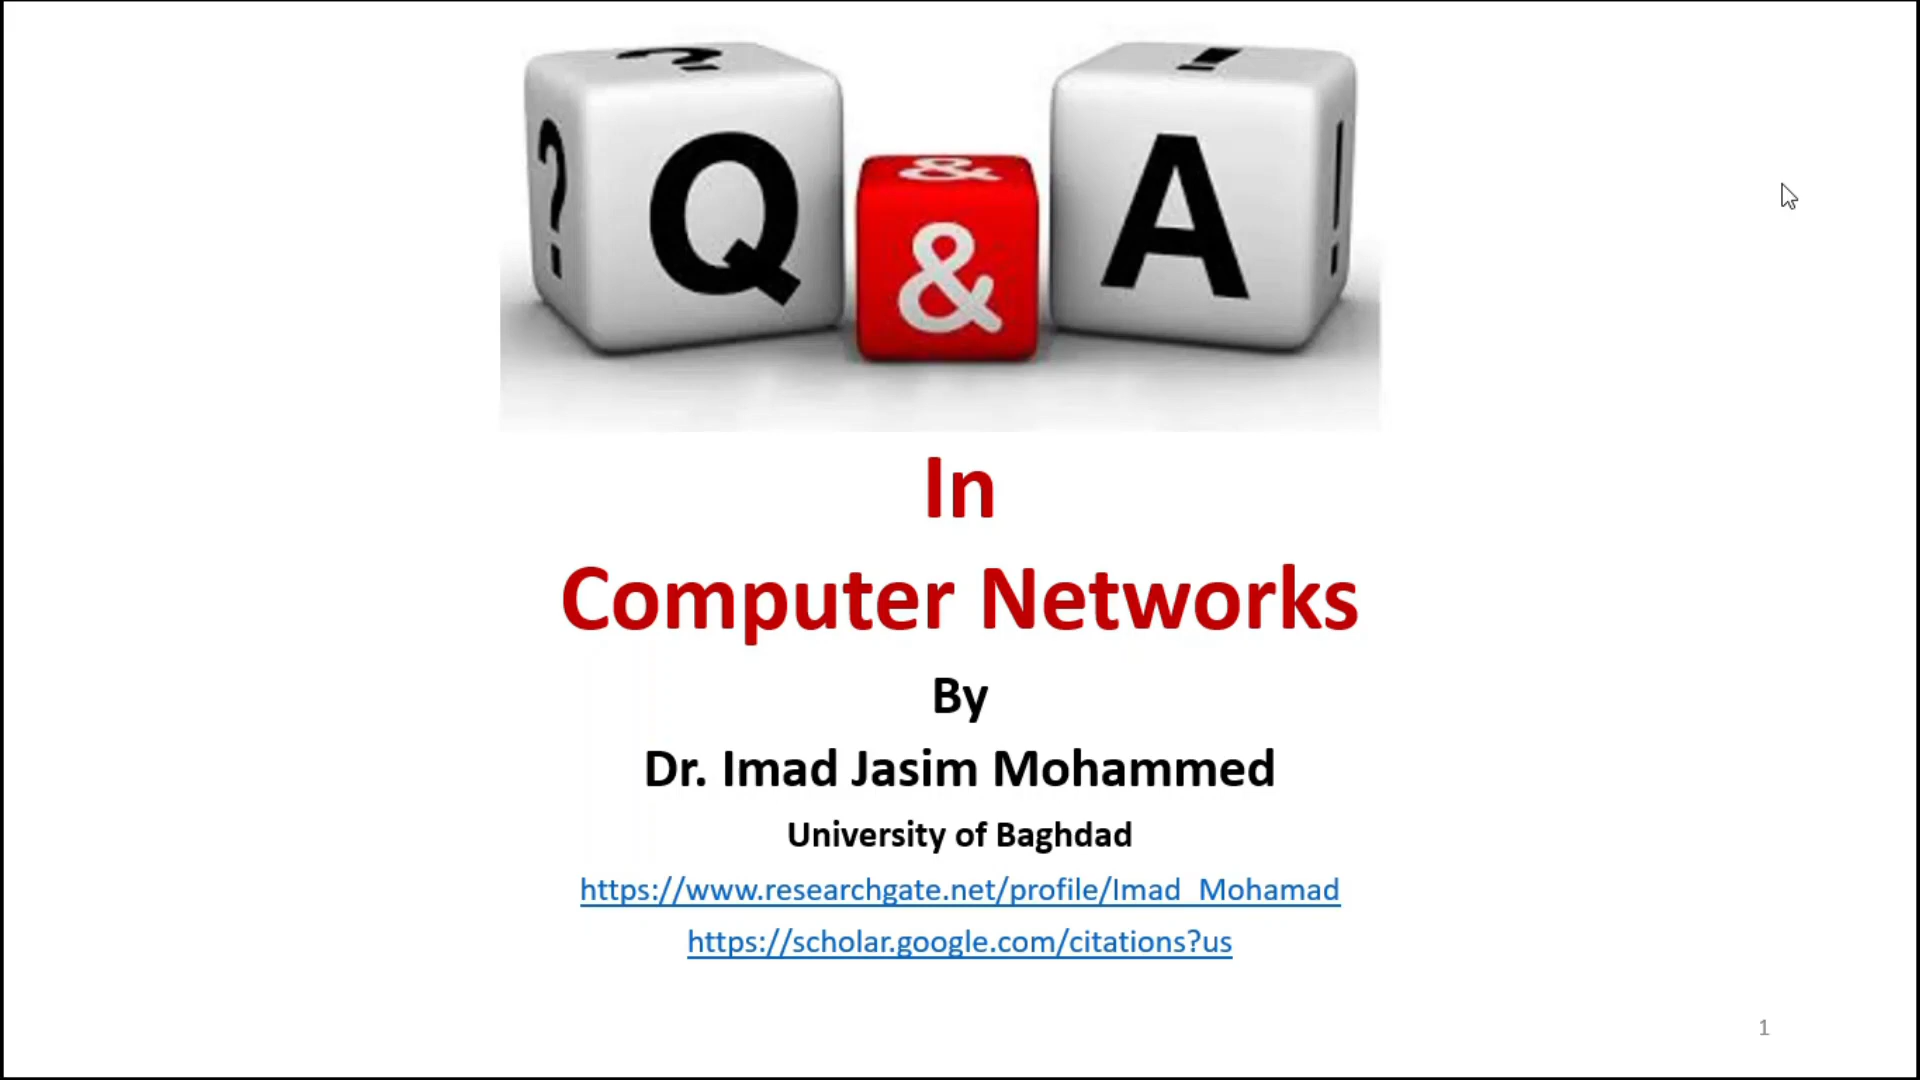 ? !
? Q & & A !
In
Computer Networks
By
Dr. Imad Jasim Mohammed
University of Baghdad
https://www.researchgate.net/profile/Imad_Mohamad
https://scholar.google.com/citations?us
1